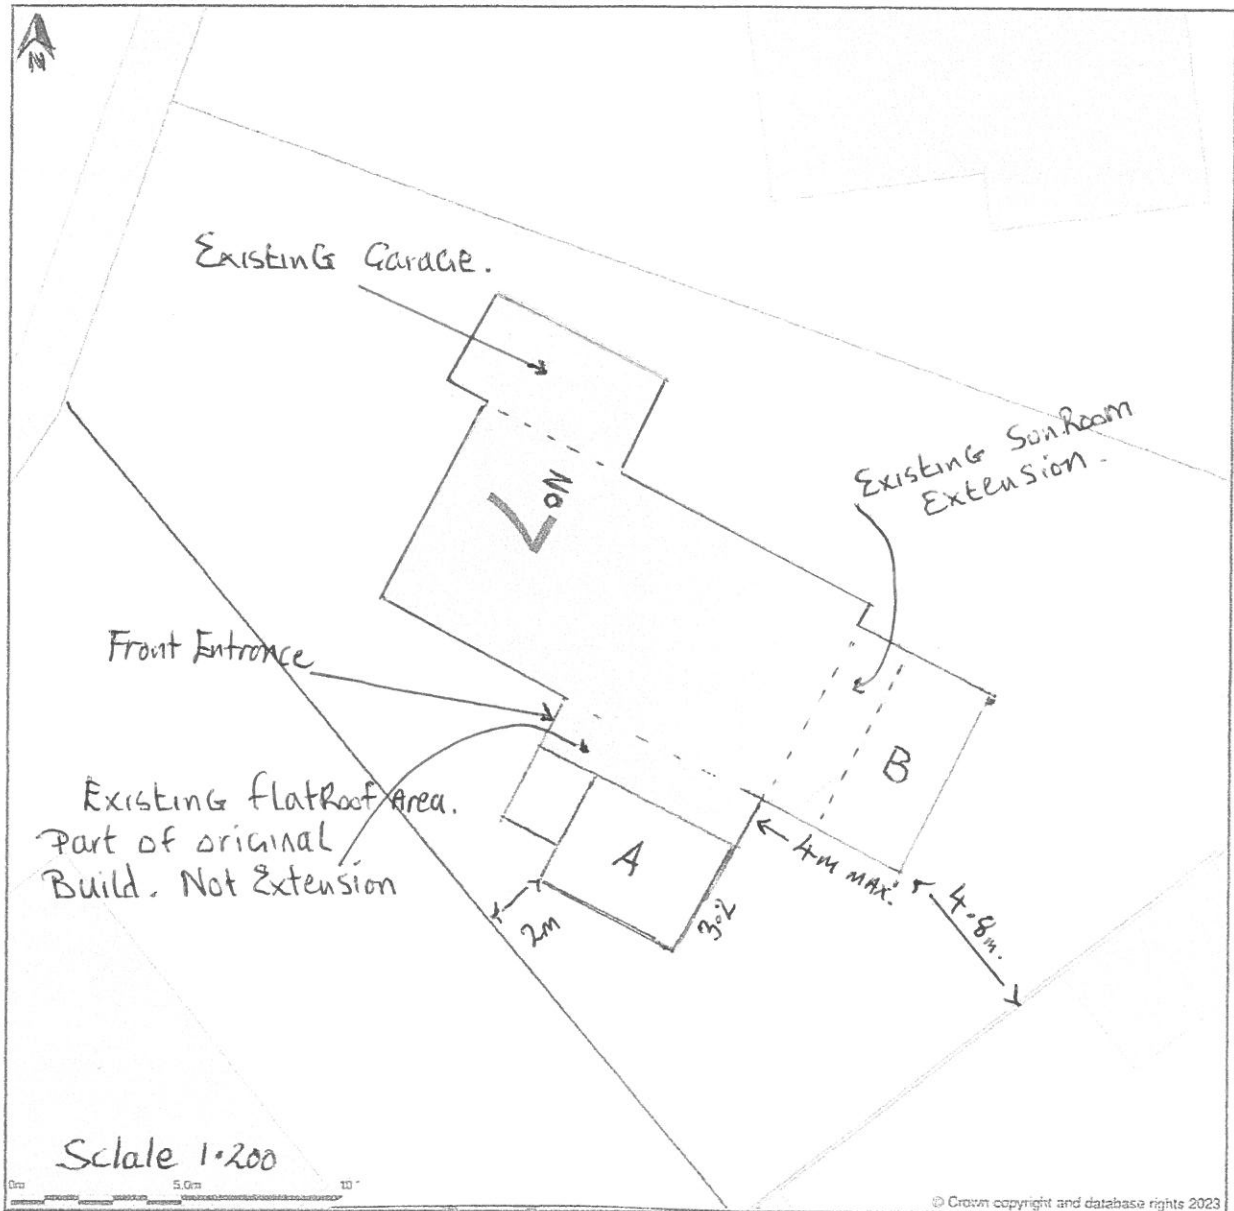 N
Existing Garage.
No
7
Existing SunRoom
Extension.
Front Entrance
Existing flatRoof Area.
Part of original
Build. Not Extension
A
B
4m MAX.
4.8m.
3.2
2m
Sclale 1:200
0m 5.0m 10
© Crown copyright and database rights 2023